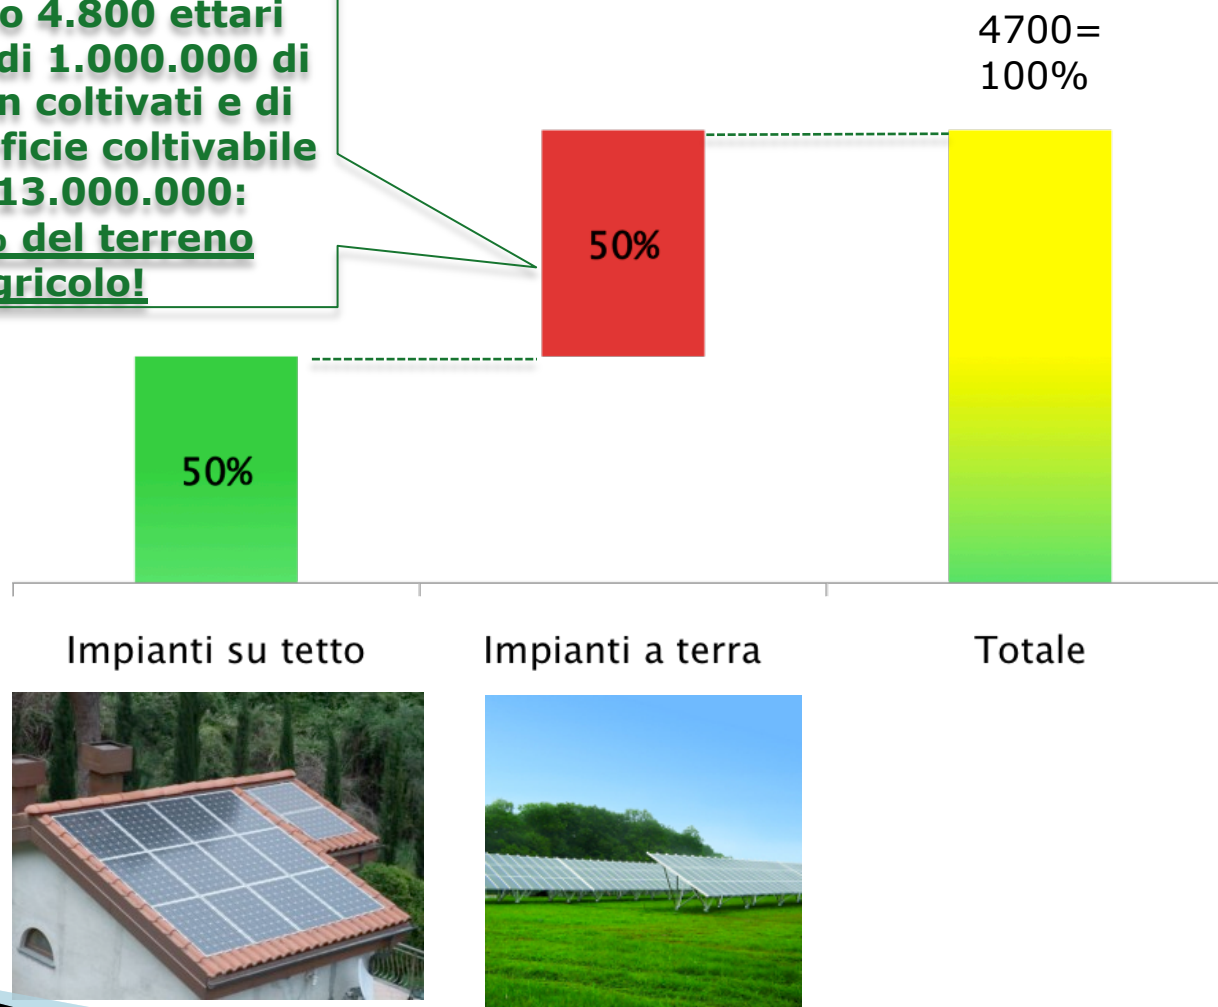 o 4.800 ettari
di 1.000.000 di
n coltivati e di
ficie coltivabile
13.000.000:
% del terreno
gricolo!
4700=
100%
50%
50%
Impianti su tetto
Impianti a terra
Totale